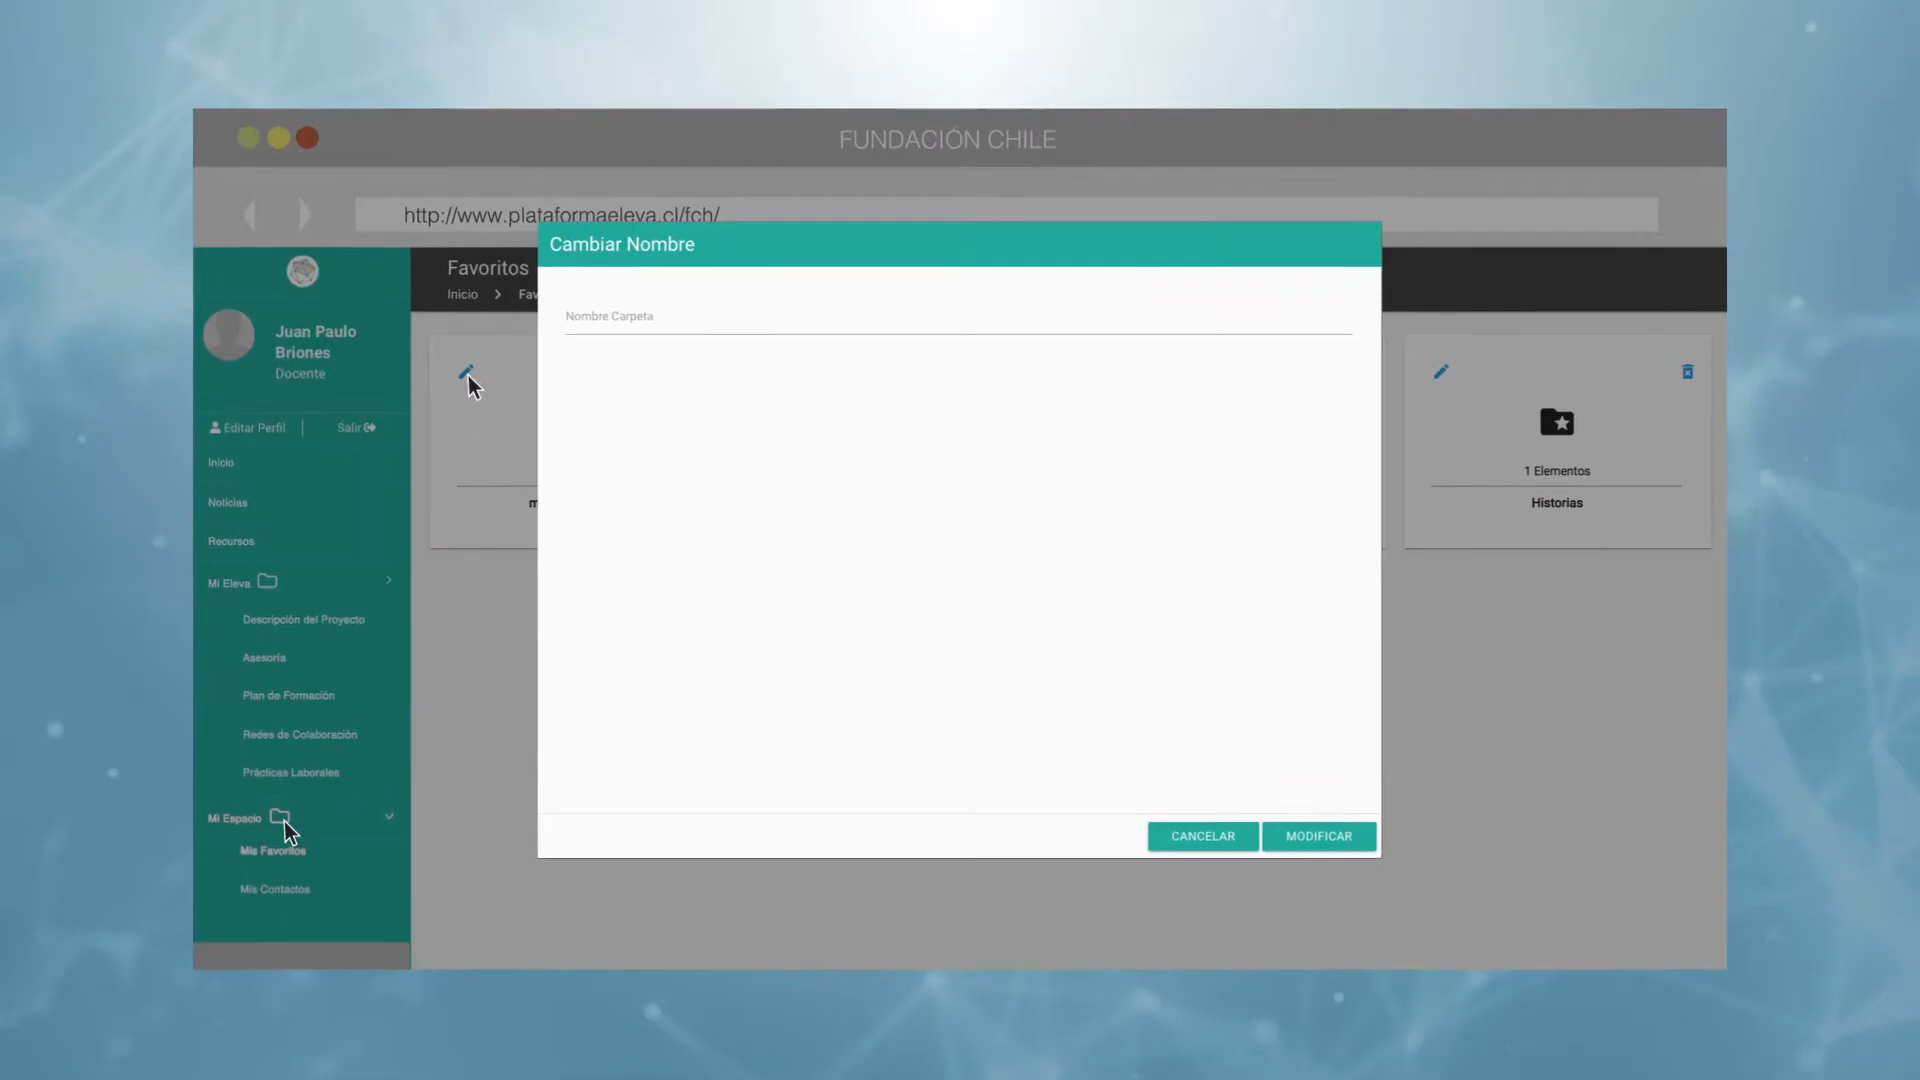 FUNDACIÓN CHILE
http://www.plataformaeleva.cl/fch/
Cambiar Nombre
Nombre Carpeta
CANCELAR
MODIFICAR
Favoritos
Inicio
Juan Paulo
Briones
Docente
Editar Perfil
Salir
Inicio
Noticias
Recursos
Mi Eleva
Descripción del Proyecto
Asesoría
Plan de Formación
Redes de Colaboración
Prácticas Laborales
Mi Espacio
Mis Favoritos
Mis Contactos
1 Elementos
Historias